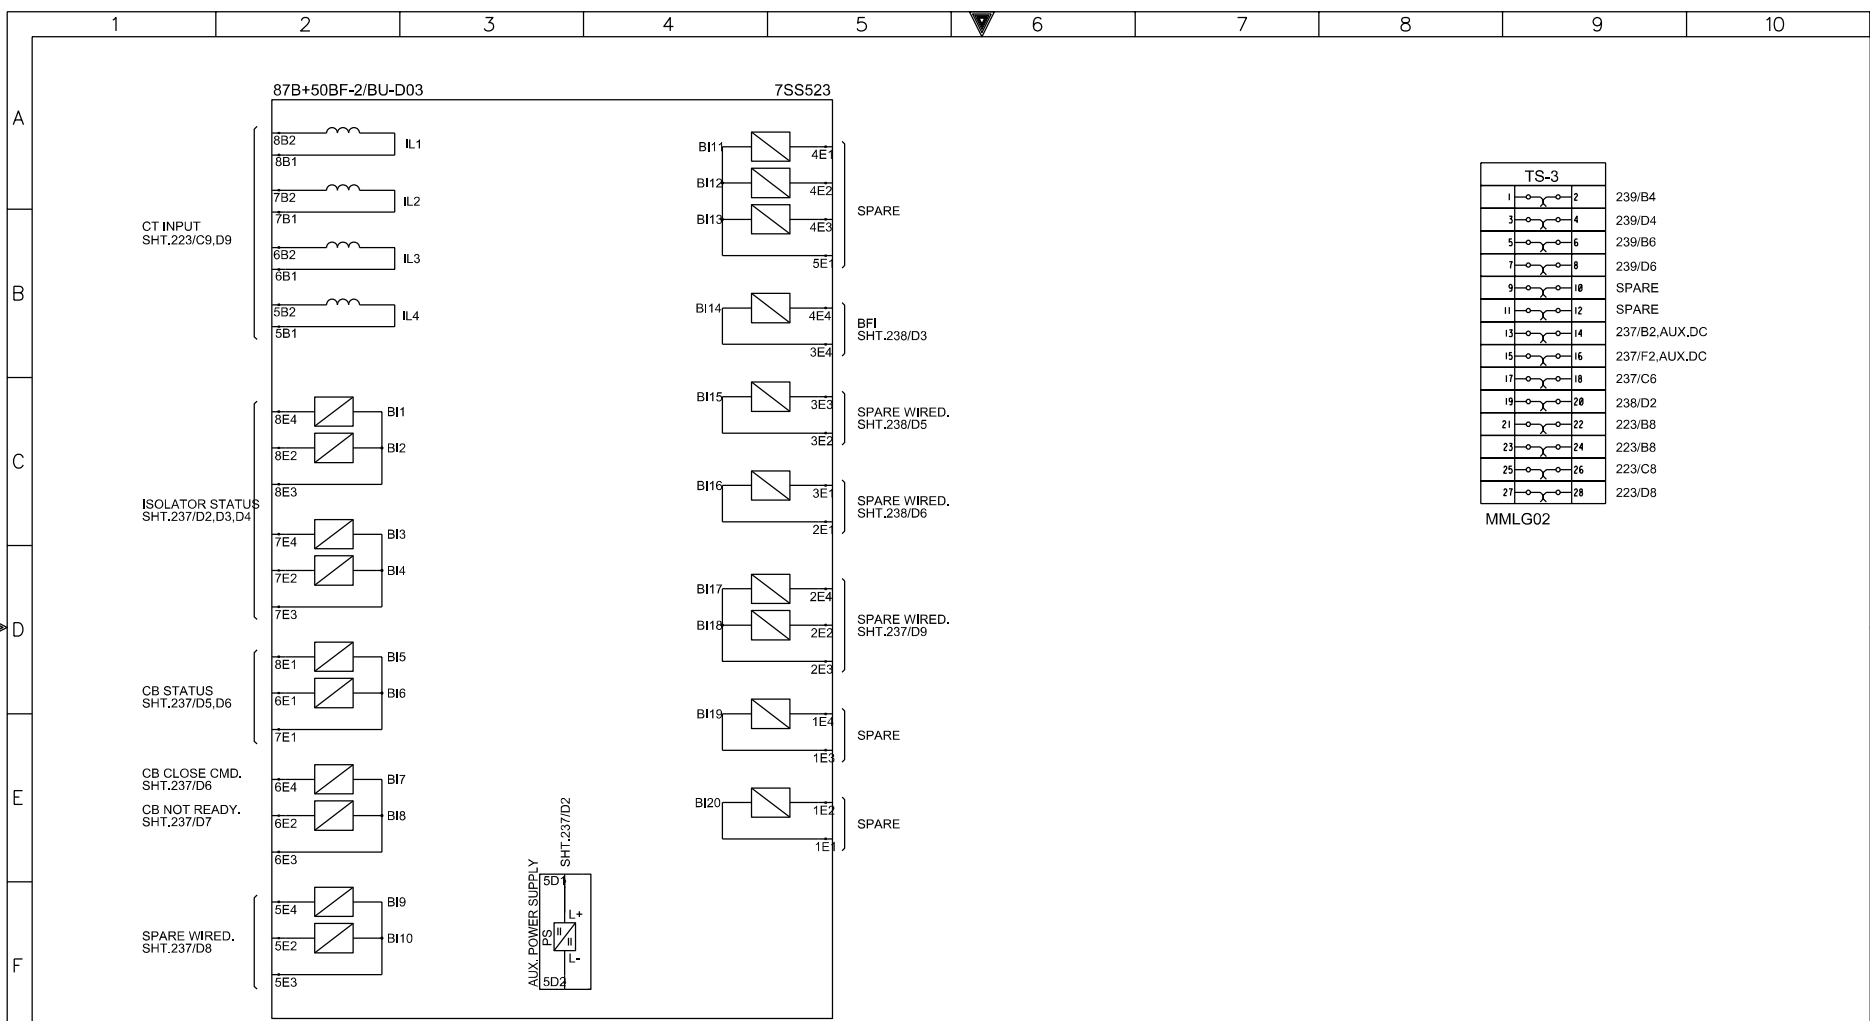 1 2 3 4 5 6 7 8 9 10
A
B
C
D
E
F
87B+50BF-2/BU-D03 7SS523
CT INPUT
SHT.223/C9,D9
8B2
8B1
IL1
7B2
7B1
IL2
6B2
6B1
IL3
5B2
5B1
IL4
ISOLATOR STATUS
SHT.237/D2,D3,D4
8E4 BI1
8E2 BI2
8E3
7E4 BI3
7E2 BI4
7E3
CB STATUS
SHT.237/D5,D6
8E1 BI5
6E1 BI6
7E1
CB CLOSE CMD.
SHT.237/D6
CB NOT READY.
SHT.237/D7
6E4 BI7
6E2 BI8
6E3
SPARE WIRED.
SHT.237/D8
5E4 BI9
5E2 BI10
5E3
AUX. POWER SUPPLY
SHT.237/D2
5D1
L+
PS
L-
5D2
BI11 4E1
BI12 4E2
BI13 4E3
5E1
SPARE
BI14 4E4
3E4
BFI
SHT.238/D3
BI15 3E3
3E2
SPARE WIRED.
SHT.238/D5
BI16 3E1
2E1
SPARE WIRED.
SHT.238/D6
BI17 2E4
BI18 2E2
2E3
SPARE WIRED.
SHT.237/D9
BI19 1E4
1E3
SPARE
BI20 1E2
1E1
SPARE
TS-3
1 2 239/B4
3 4 239/D4
5 6 239/B6
7 8 239/D6
9 10 SPARE
11 12 SPARE
13 14 237/B2,AUX.DC
15 16 237/F2,AUX.DC
17 18 237/C6
19 20 238/D2
21 22 223/B8
23 24 223/B8
25 26 223/C8
27 28 223/D8
MMLG02